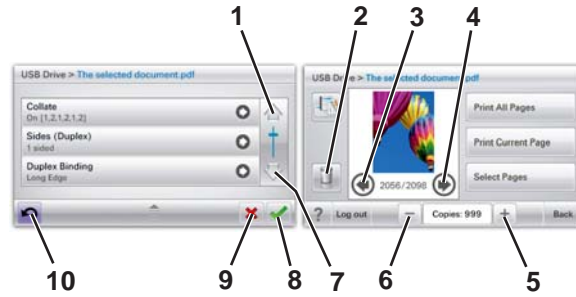 1
2
3
4
USB Drive > The selected document.pdf
Collate
On [1,2,1,2,1,2]
Sides (Duplex)
1 sided
Duplex Binding
Long Edge
USB Drive > The selected document.pdf
Print All Pages
Print Current Page
Select Pages
2056/2098
? Log out
Copies: 999
Back
10
9
8
7
6
5